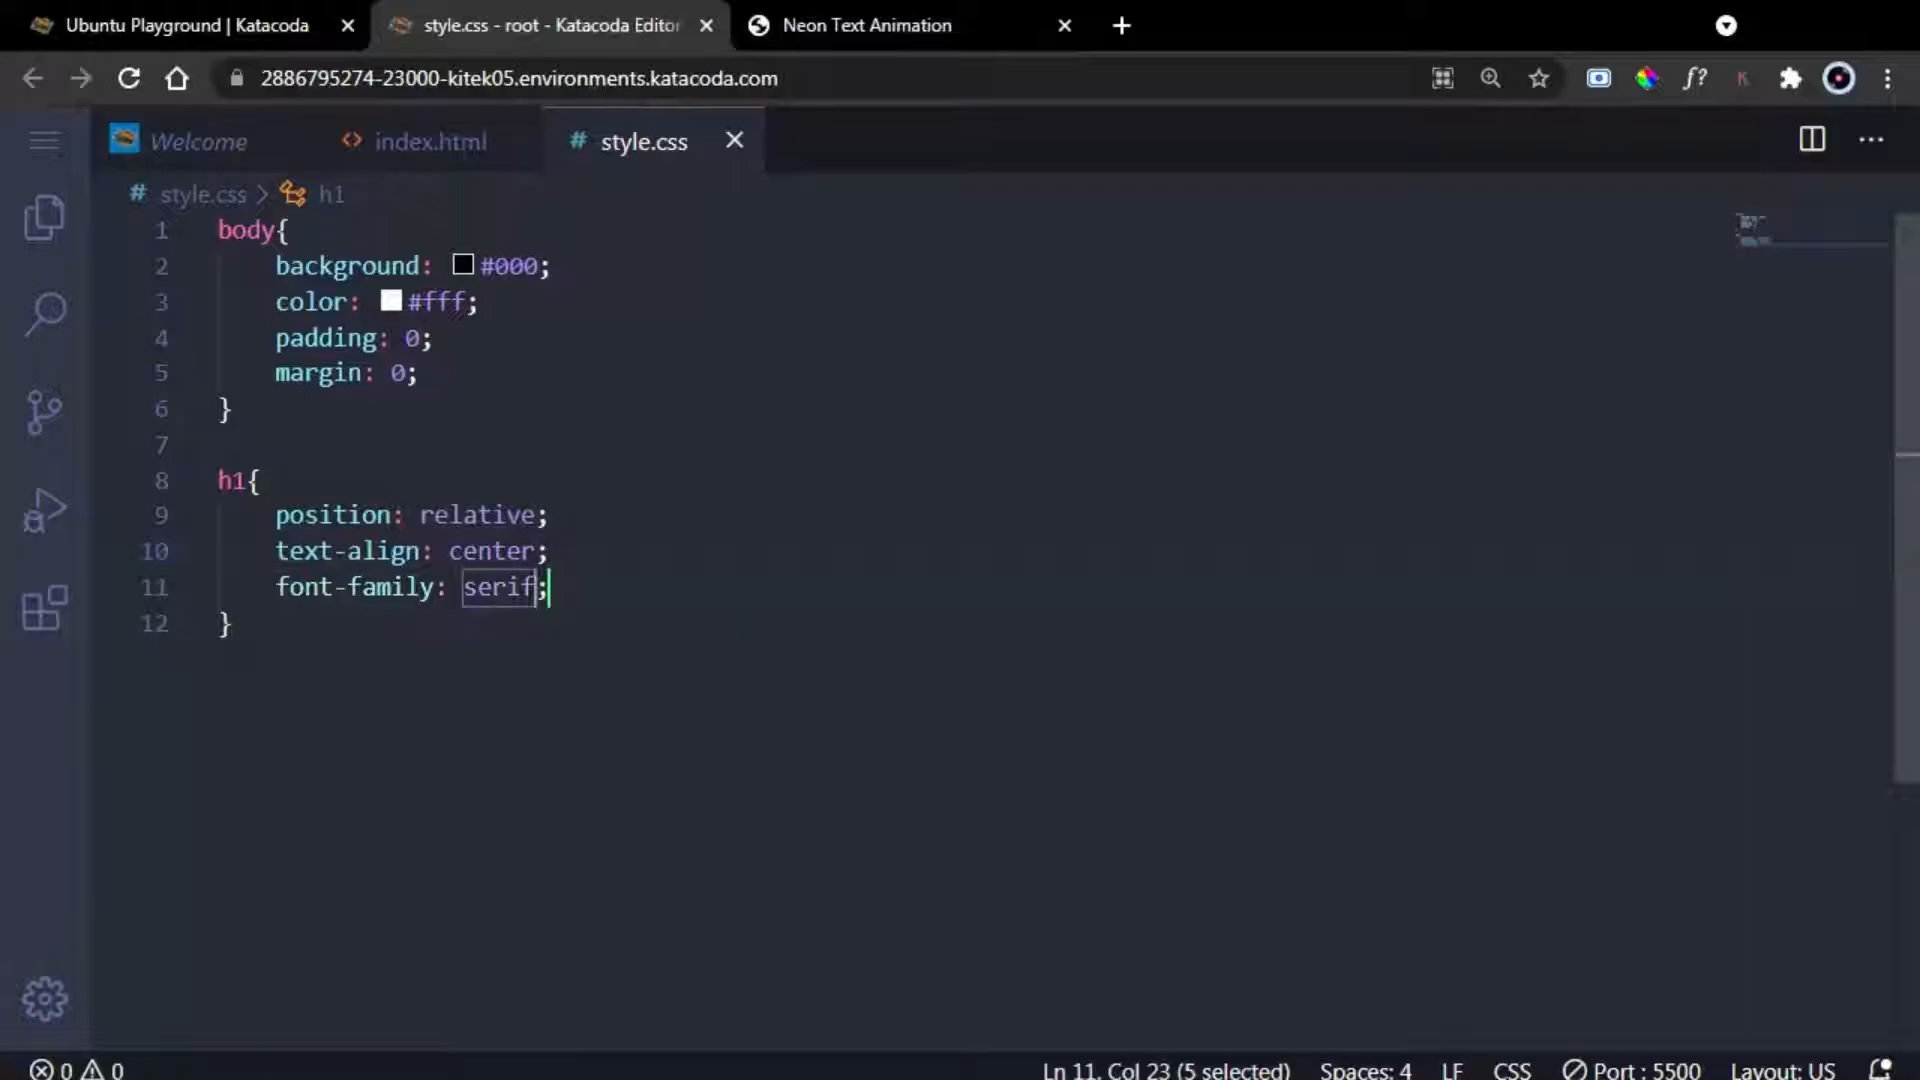 Ubuntu Playground | Katacoda
style.css - root - Katacoda Editor
Neon Text Animation
2886795274-23000-kitek05.environments.katacoda.com
f?
K
Welcome
<> index.html
# style.css
# style.css > h1
1 body{
2 background: #000;
3 color: #fff;
4 padding: 0;
5 margin: 0;
6 }
7
8 h1{
9 position: relative;
10 text-align: center;
11 font-family: serif;
12 }
0 0
Ln 11, Col 23 (5 selected) Spaces: 4 LF CSS Port : 5500 Layout: US